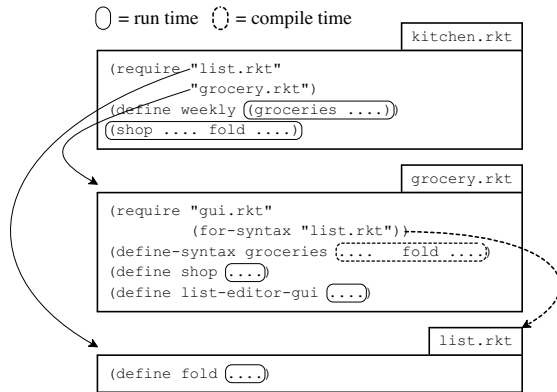 = run time = compile time
kitchen.rkt
(require "list.rkt"
"grocery.rkt")
(define weekly (groceries ....))
(shop .... fold ....)
grocery.rkt
(require "gui.rkt"
(for-syntax "list.rkt"))
(define-syntax groceries .... fold ....)
(define shop ....)
(define list-editor-gui ....)
list.rkt
(define fold ....)